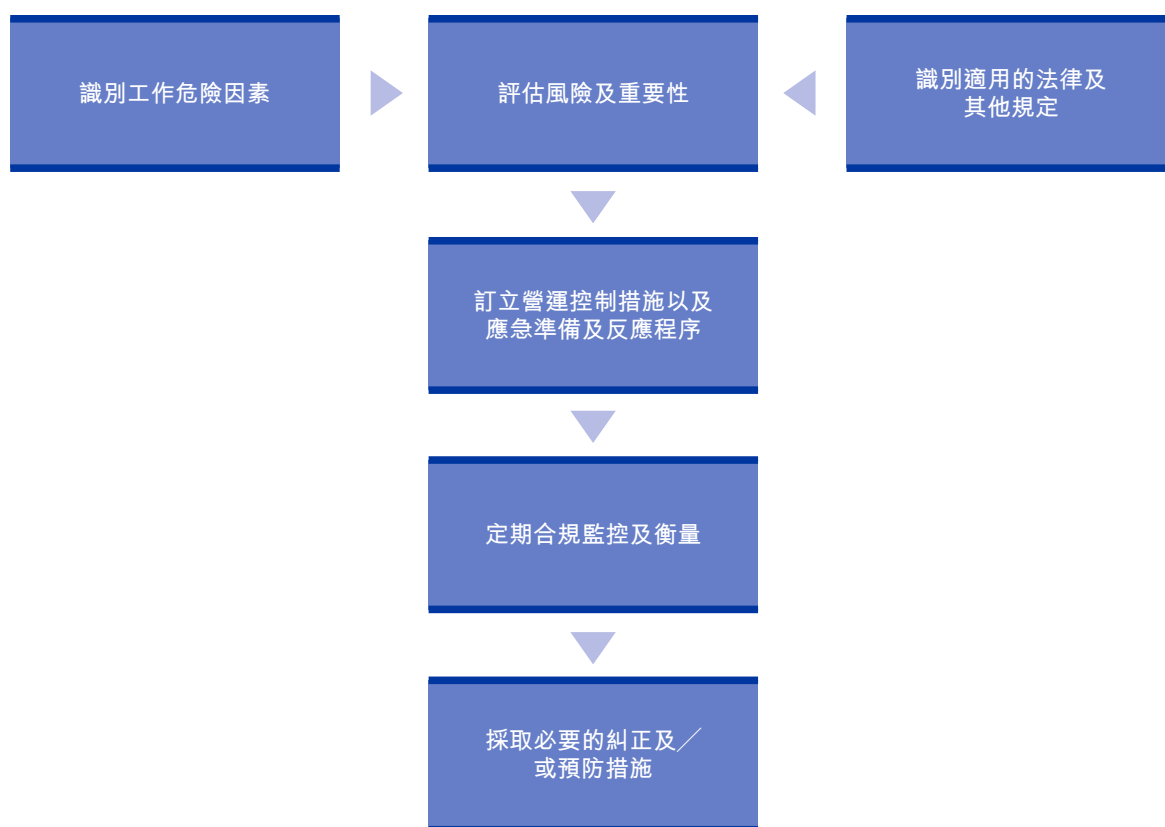 識別工作危險因素
評估風險及重要性
識別適用的法律及
其他規定
訂立營運控制措施以及
應急準備及反應程序
定期合規監控及衡量
採取必要的糾正及╱
或預防措施